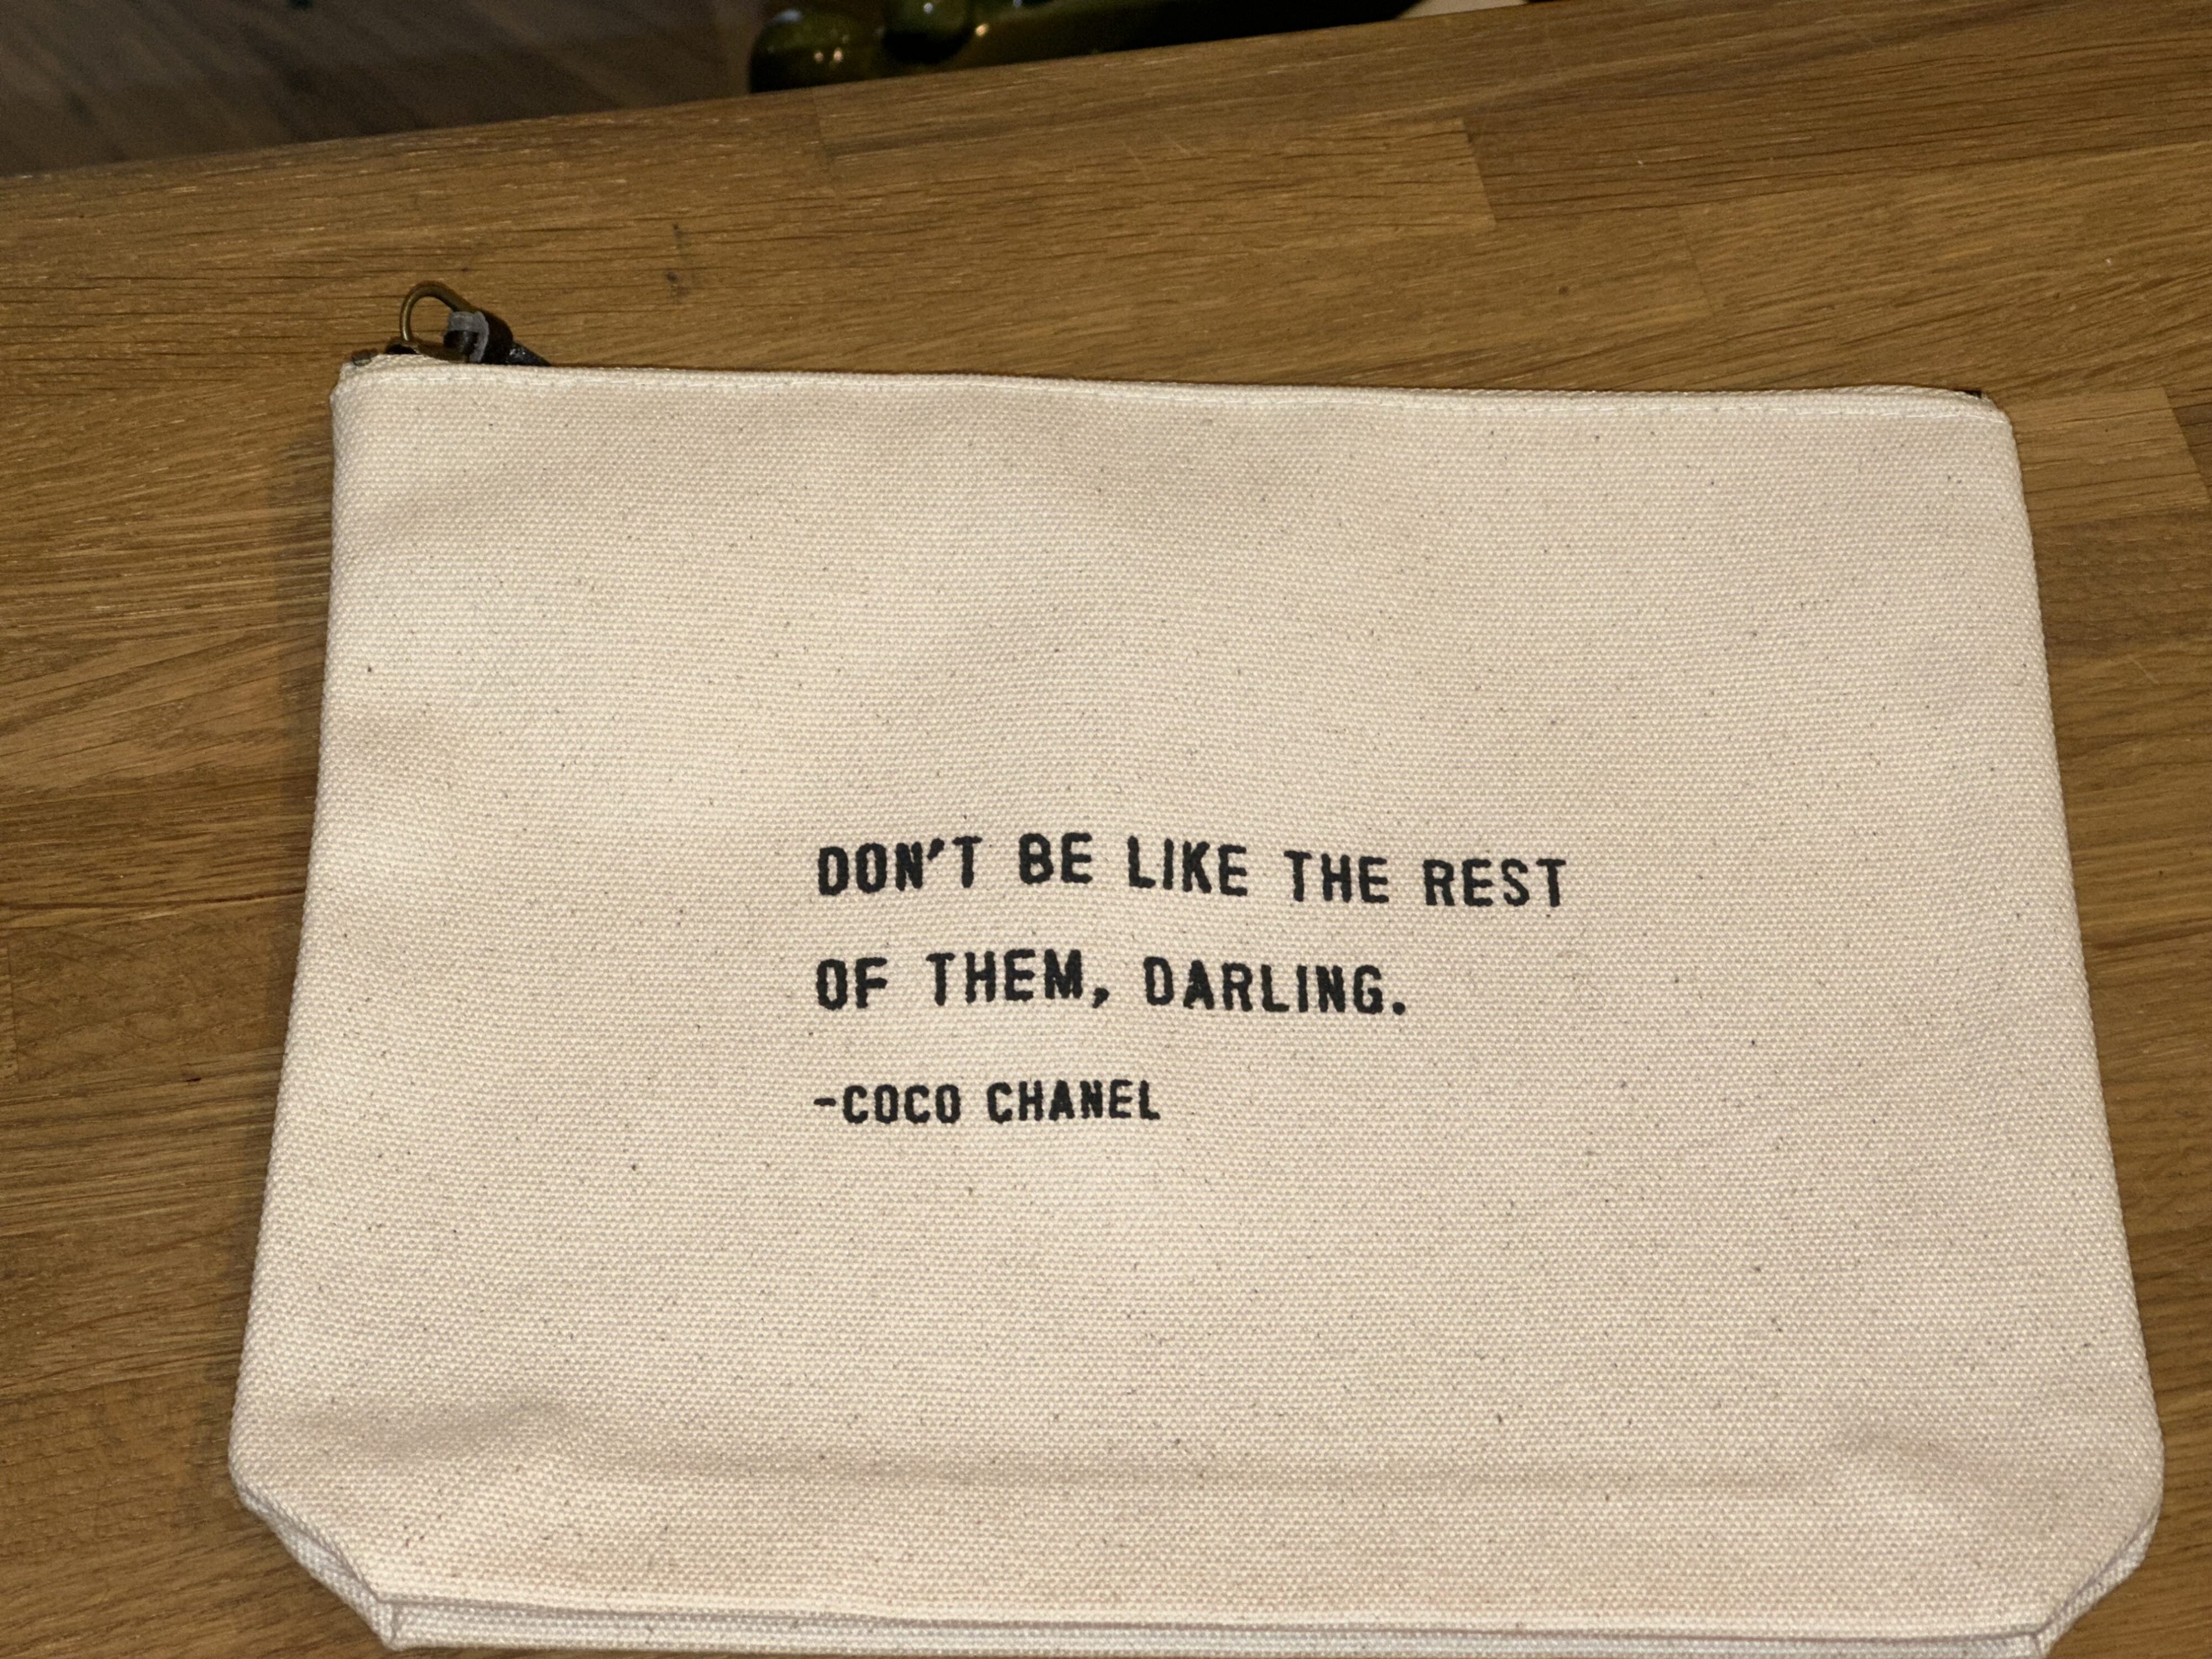 DON'T BE LIKE THE REST
OF THEM, DARLING.
-COCO CHANEL